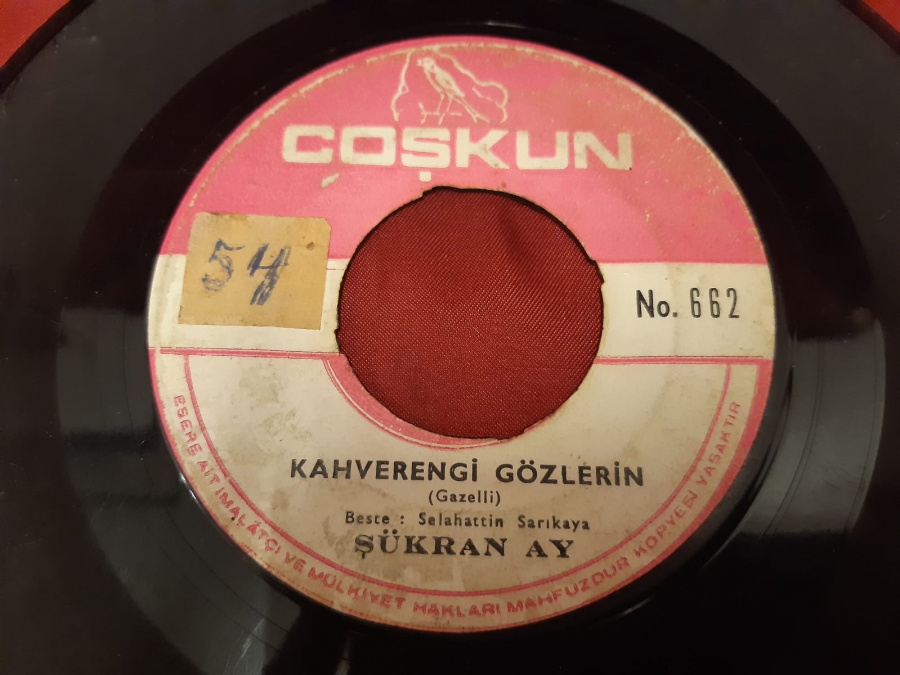 COŞKUN
54
No. 662
KAHVERENGİ GÖZLERİN
(Gazelli)
Beste : Selahattin Sarıkaya
ŞÜKRAN AY
ESERE AİT İMALÂTÇI VE MÜLKİYET HAKLARI MAHFUZDUR KOPYESİ YASAKTIR